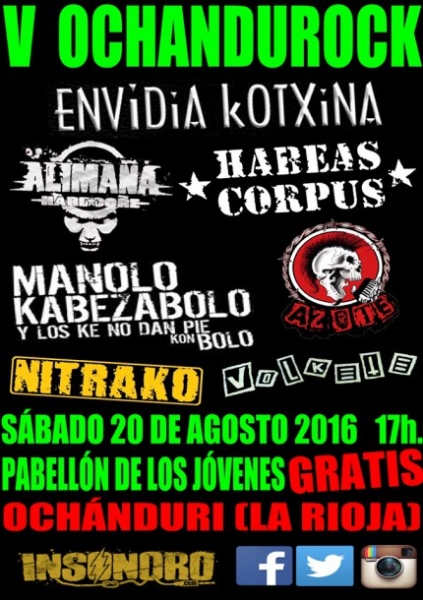 V OCHANDUROCK
ENViDiA kOTXiNA
ALIMAÑA
HARDCORE
HABEAS
CORPUS
MANOLO
KABEZABOLO
Y LOS KE NO DAN PIE
KON BOLO
AZOTE
NITRAKO
VOLKETE
SÁBADO 20 DE AGOSTO 2016 17h.
PABELLÓN DE LOS JÓVENES GRATIS
OCHÁNDURI (LA RIOJA)
INSONORO
.com